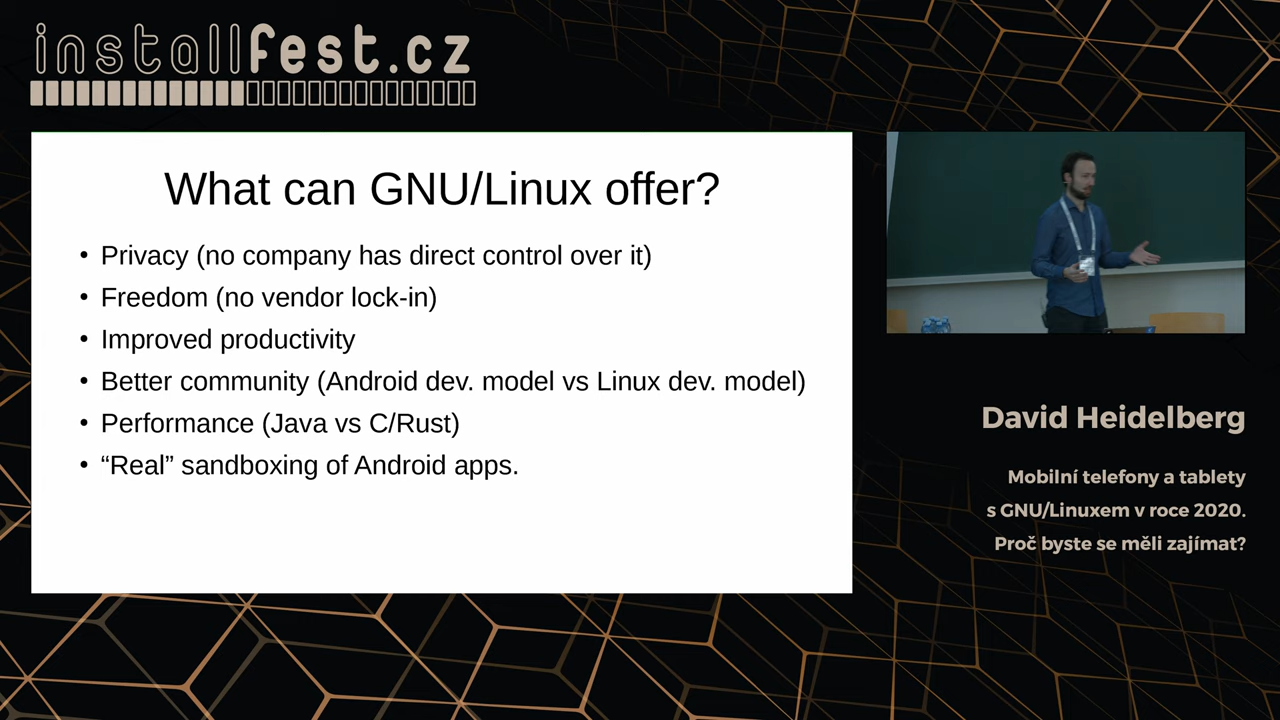 installfest.cz
What can GNU/Linux offer?
• Privacy (no company has direct control over it)
• Freedom (no vendor lock-in)
• Improved productivity
• Better community (Android dev. model vs Linux dev. model)
• Performance (Java vs C/Rust)
• “Real” sandboxing of Android apps.
David Heidelberg
Mobilní telefony a tablety
s GNU/Linuxem v roce 2020.
Proč byste se měli zajímat?